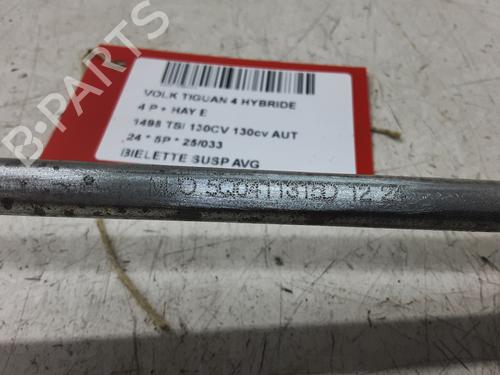 VOLK TIGUAN 4 HYBRIDE
4 P + HAY E
1498 TSI 130CV 130cv AUT
.24 * 5P * 25/033
BIELETTE SUSP AVG
5Q0411315D 12 24
B-PARTS